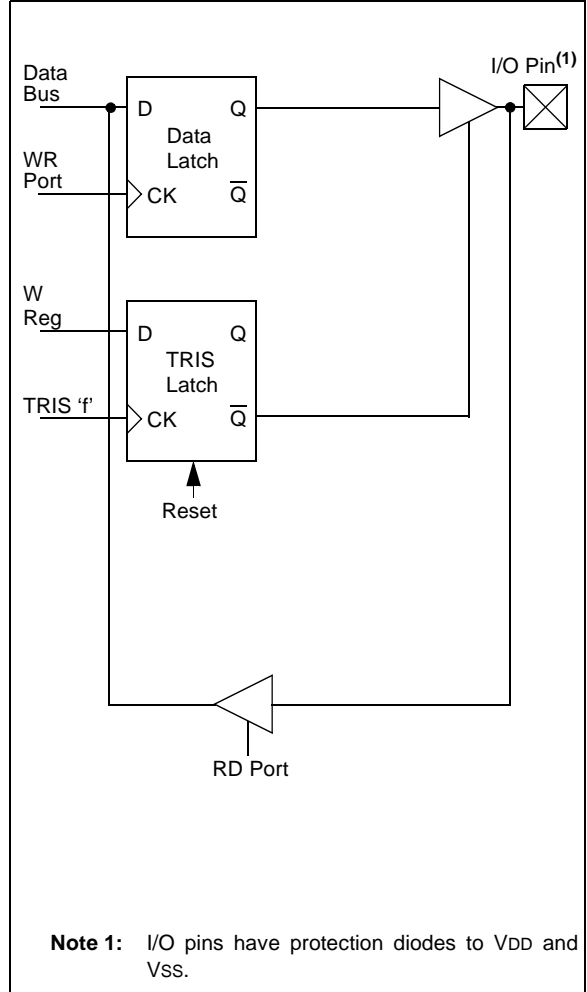 I/O Pin(1)
Data
Bus
D Q
Data
Latch
WR
Port
CK Q̅
W
Reg
D Q
TRIS
Latch
TRIS ‘f’
CK Q̅
Reset
RD Port
Note 1: I/O pins have protection diodes to VDD and
VSS.